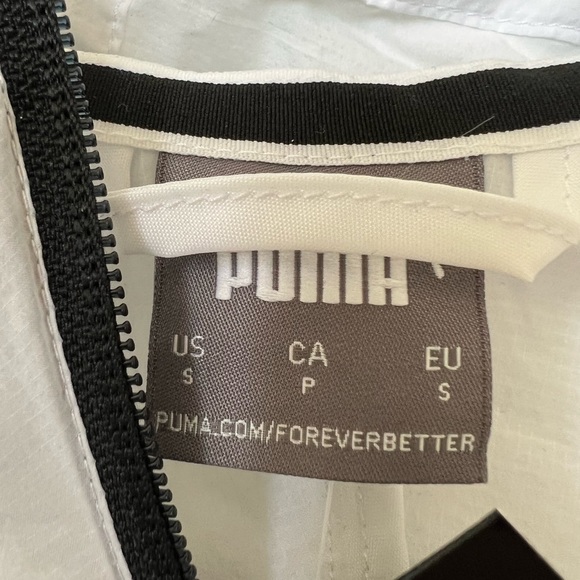 PUMA
US CA EU
S P S
PUMA.COM/FOREVERBETTER